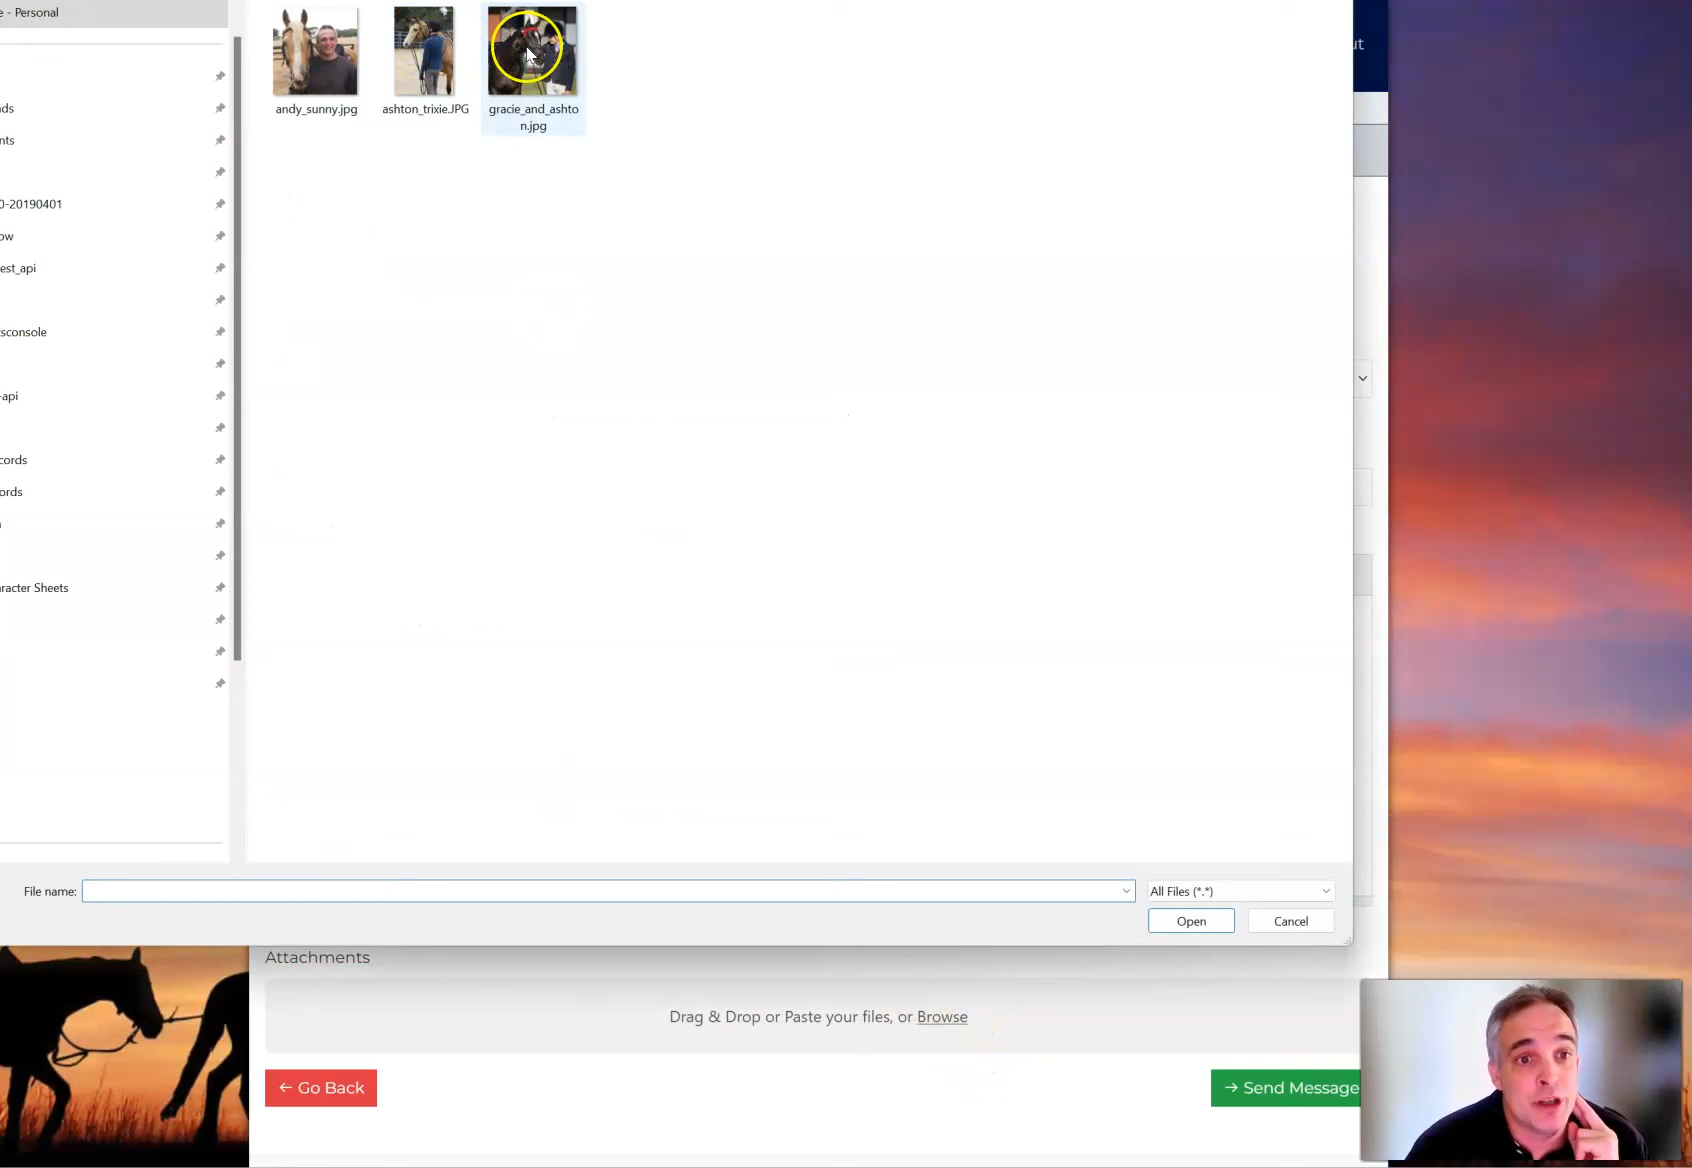 e - Personal
ds
nts
0-20190401
ow
est_api
sconsole
-api
cords
ords
racter Sheets
andy_sunny.jpg
ashton_trixie.JPG
gracie_and_ashto
n.jpg
ut
File name:
All Files (*.*)
Open
Cancel
Attachments
Drag & Drop or Paste your files, or Browse
← Go Back
→ Send Message